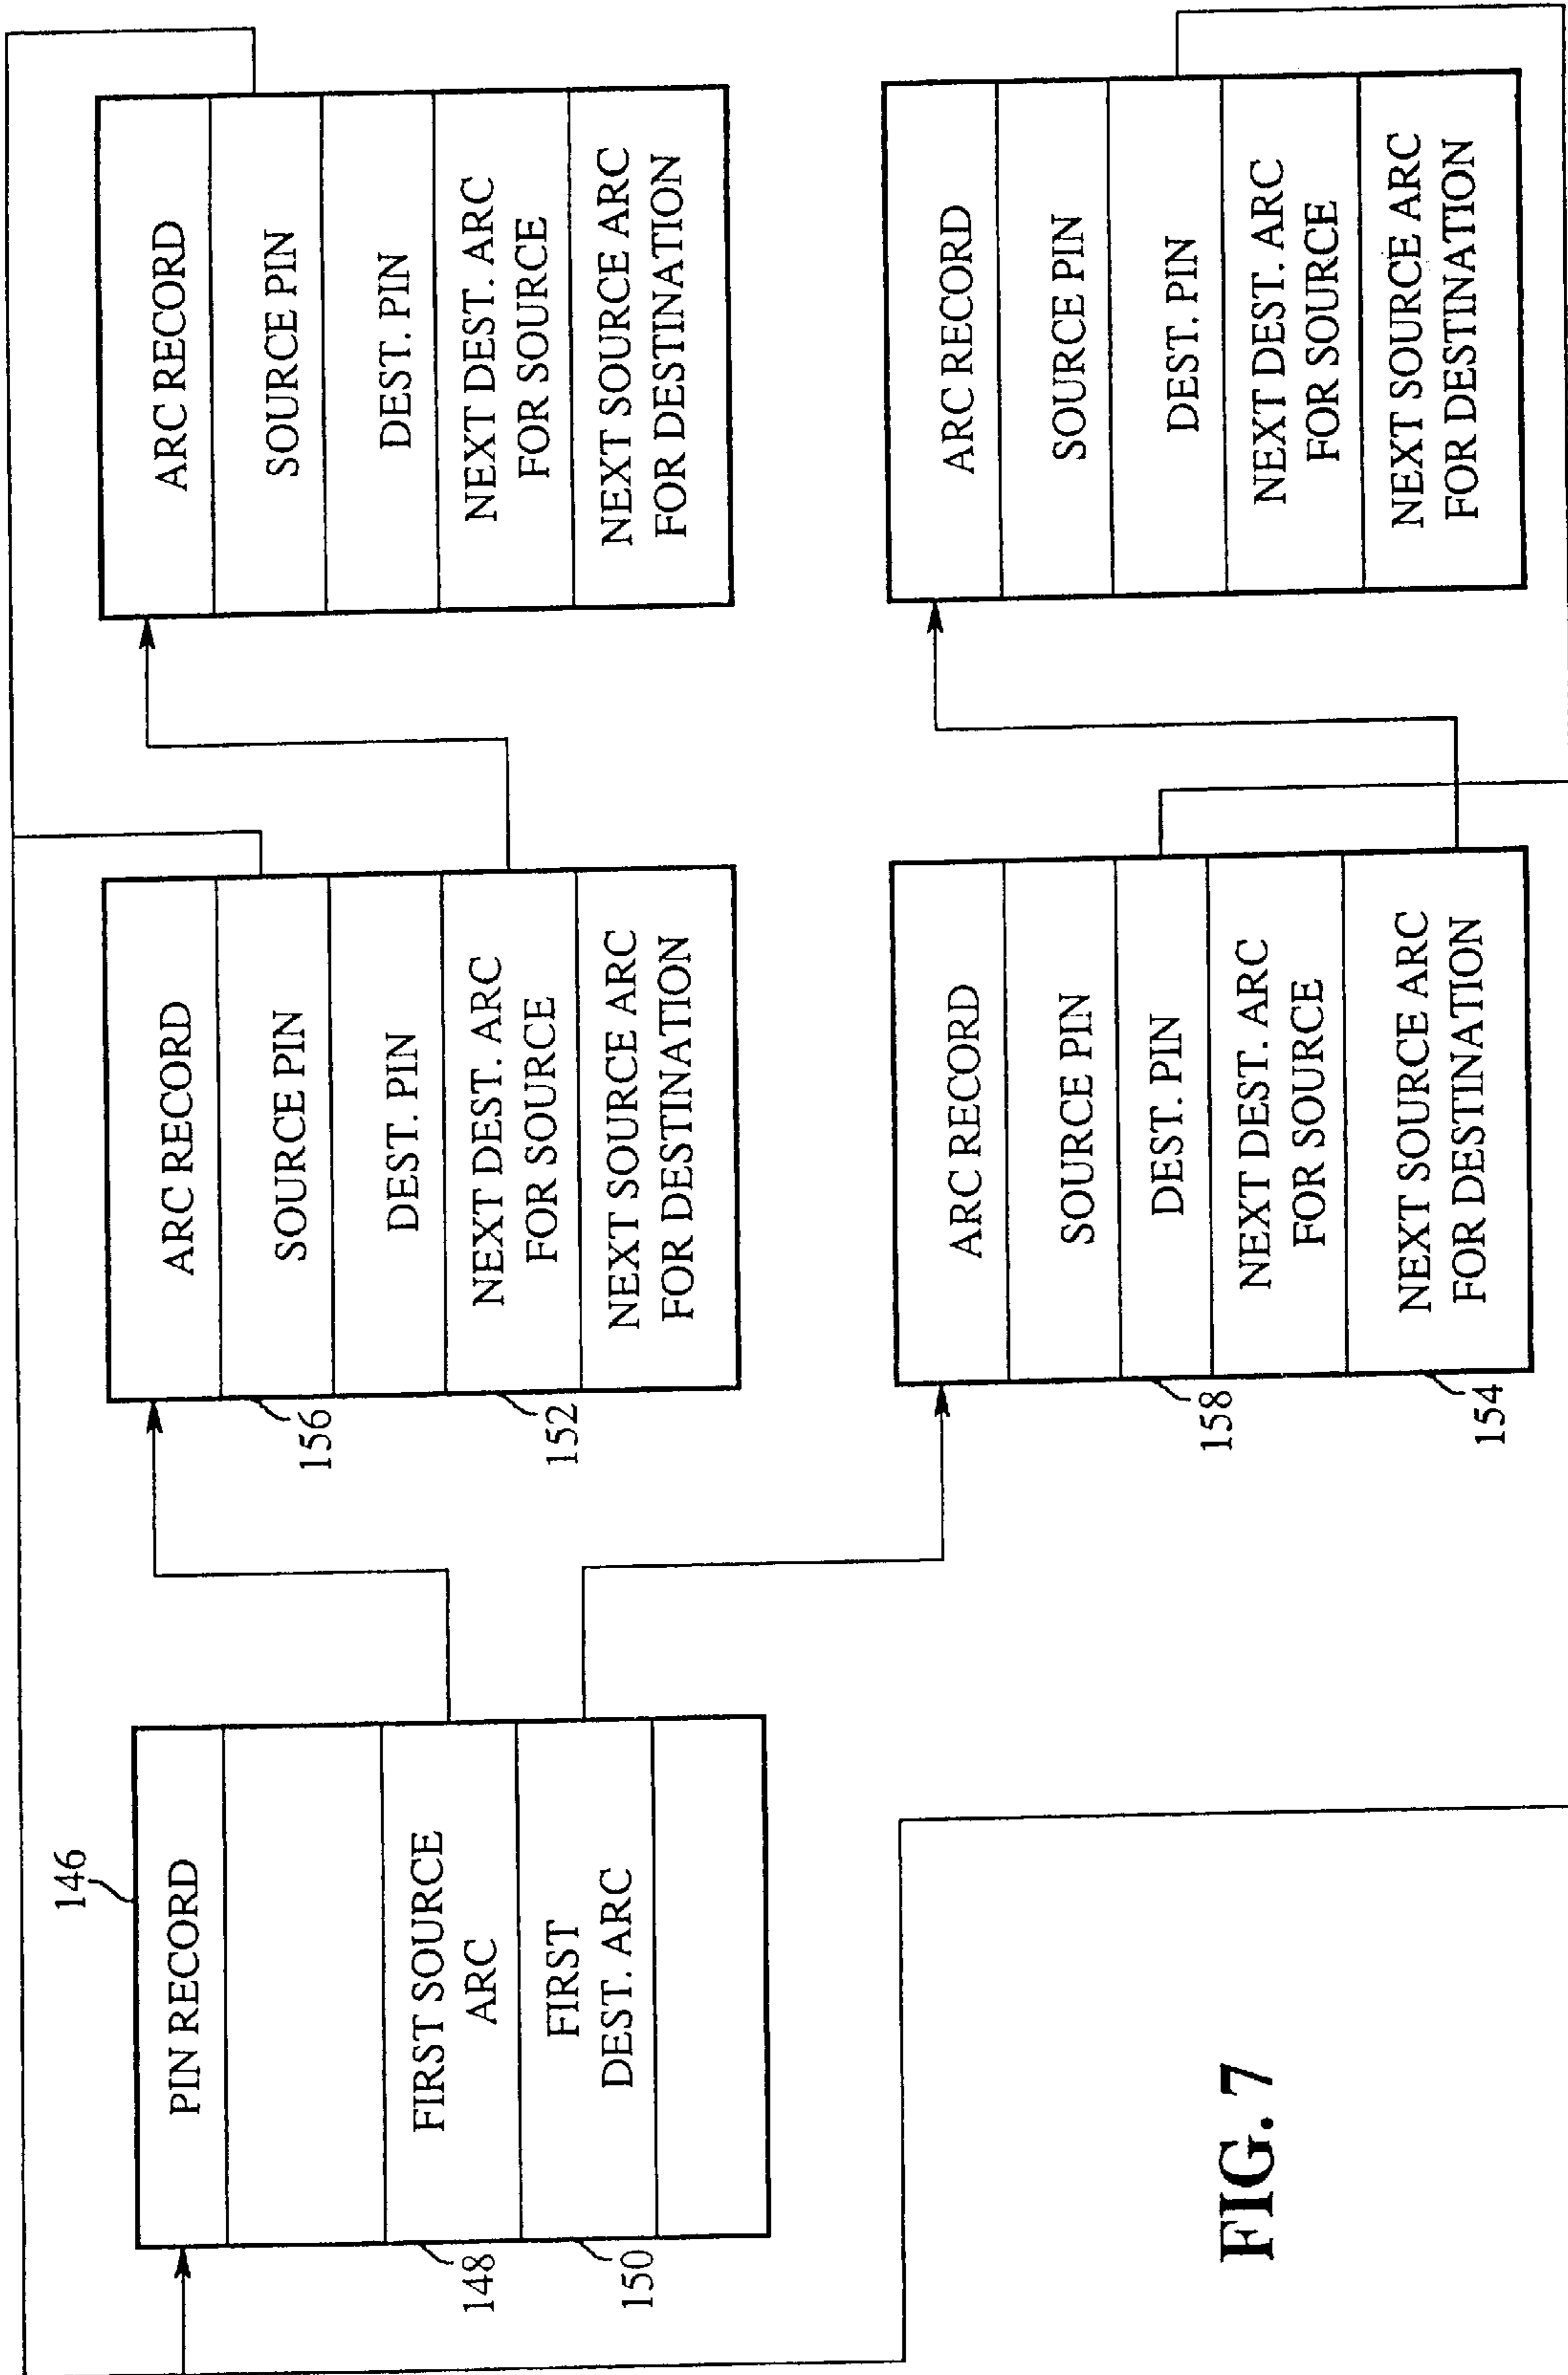 146
PIN RECORD
FIRST SOURCE
ARC
FIRST
DEST. ARC
148
150
ARC RECORD
SOURCE PIN
DEST. PIN
NEXT DEST. ARC
FOR SOURCE
NEXT SOURCE ARC
FOR DESTINATION
156
152
ARC RECORD
SOURCE PIN
DEST. PIN
NEXT DEST. ARC
FOR SOURCE
NEXT SOURCE ARC
FOR DESTINATION
ARC RECORD
SOURCE PIN
DEST. PIN
NEXT DEST. ARC
FOR SOURCE
NEXT SOURCE ARC
FOR DESTINATION
158
154
ARC RECORD
SOURCE PIN
DEST. PIN
NEXT DEST. ARC
FOR SOURCE
NEXT SOURCE ARC
FOR DESTINATION
FIG. 7